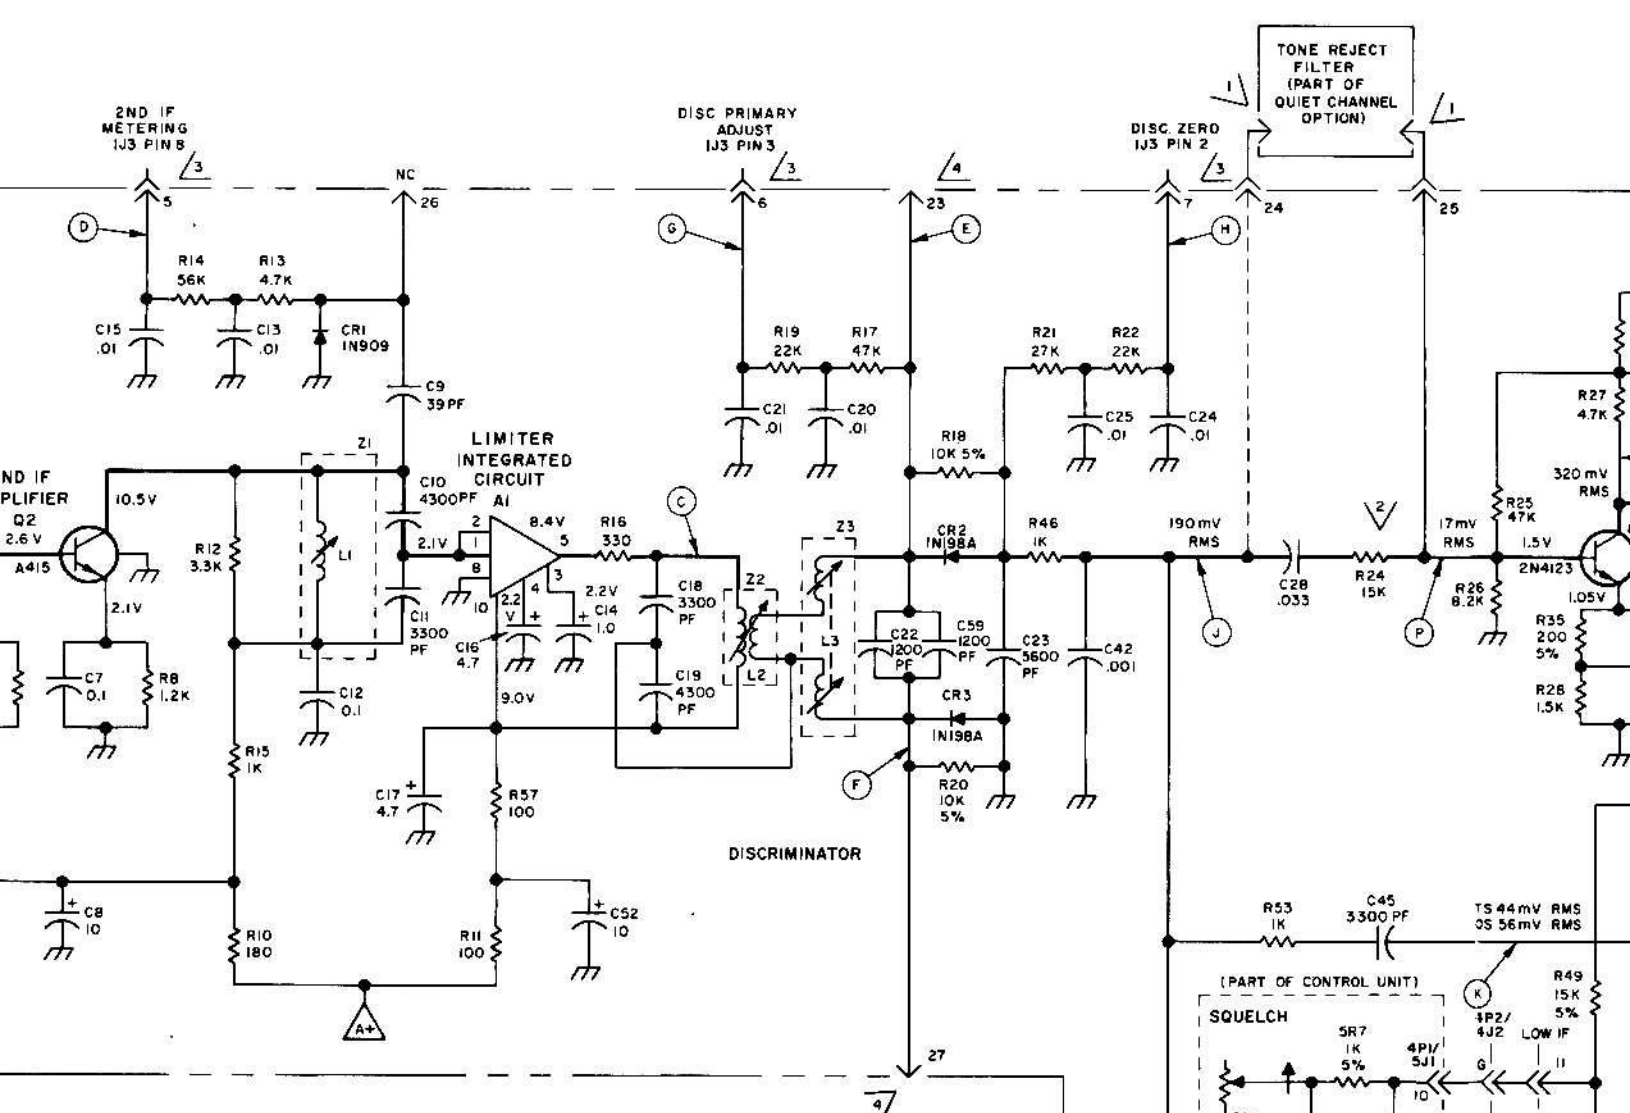 TONE REJECT
FILTER
(PART OF
QUIET CHANNEL
OPTION)
1
1
2ND IF
METERING
1J3 PIN 8
3
DISC PRIMARY
ADJUST
1J3 PIN 3
3
4
DISC. ZERO
1J3 PIN 2
3
NC
5
26
6
23
7
24
25
D
G
E
H
R14
56K
R13
4.7K
C15
.01
C13
.01
CR1
1N909
R19
22K
R17
47K
R21
27K
R22
22K
C9
39PF
C21
.01
C20
.01
C25
.01
C24
.01
R27
4.7K
Z1
LIMITER
INTEGRATED
CIRCUIT
A1
R18
10K 5%
ND IF
PLIFIER
Q2
2.6 V
A415
10.5V
C10
4300PF
2
1
8
10
8.4V
5
3
4
R16
330
C
Z3
CR2
1N198A
R46
1K
190mV
RMS
2
17mV
RMS
320 mV
RMS
R25
47K
1.5V
2N4123
1.05V
R12
3.3K
L1
2.1V
C11
3300
PF
2.2
V
2.2V
C14
1.0
C16
4.7
C18
3300
PF
Z2
L2
L3
C22
1200
PF
C59
1200
PF
C23
5600
PF
C42
.001
J
C28
.033
R24
15K
P
R26
8.2K
R35
200
5%
R28
1.5K
2.1V
C7
0.1
R8
1.2K
C12
0.1
9.0V
C19
4300
PF
CR3
1N198A
R15
1K
C17
4.7
R57
100
F
R20
10K
5%
DISCRIMINATOR
C8
10
R10
180
R11
100
C52
10
A+
R53
1K
C45
3300 PF
TS 44mV RMS
OS 56mV RMS
K
(PART OF CONTROL UNIT)
SQUELCH
5R7
1K
5%
4P1/
5J1
10
4P2/
4J2
G
LOW IF
11
R49
15K
5%
27
4